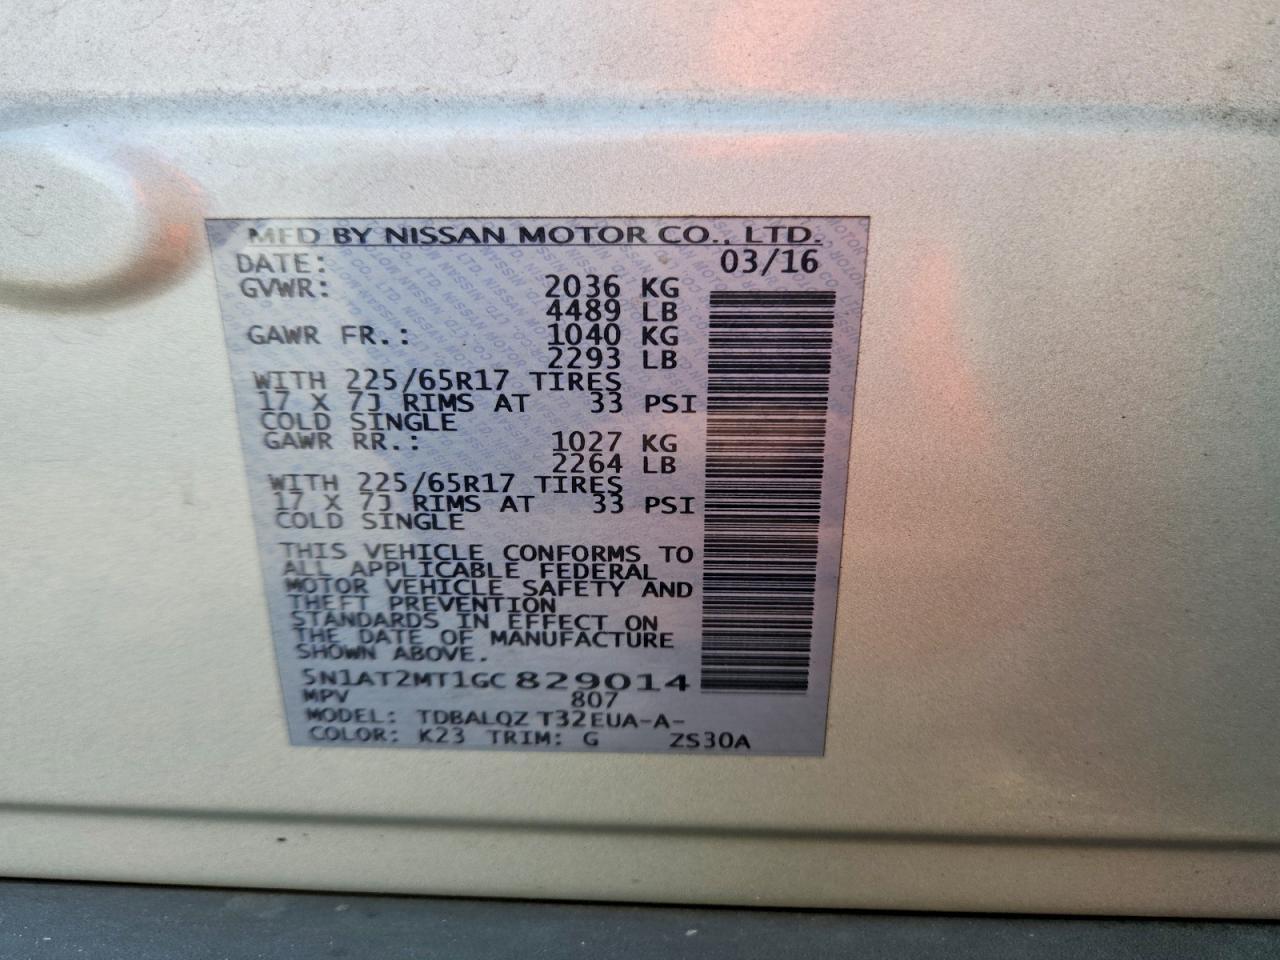 MFD BY NISSAN MOTOR CO., LTD.
DATE: 03/16
GVWR: 2036 KG
4489 LB
GAWR FR.: 1040 KG
2293 LB
WITH 225/65R17 TIRES
17 X 7J RIMS AT 33 PSI
COLD SINGLE
GAWR RR.: 1027 KG
2264 LB
WITH 225/65R17 TIRES
17 X 7J RIMS AT 33 PSI
COLD SINGLE
THIS VEHICLE CONFORMS TO
ALL APPLICABLE FEDERAL
MOTOR VEHICLE SAFETY AND
THEFT PREVENTION
STANDARDS IN EFFECT ON
THE DATE OF MANUFACTURE
SHOWN ABOVE.
5N1AT2MT1GC829014
MPV 807
MODEL: TDBALQZ T32EUA-A-
COLOR: K23 TRIM: G ZS30A